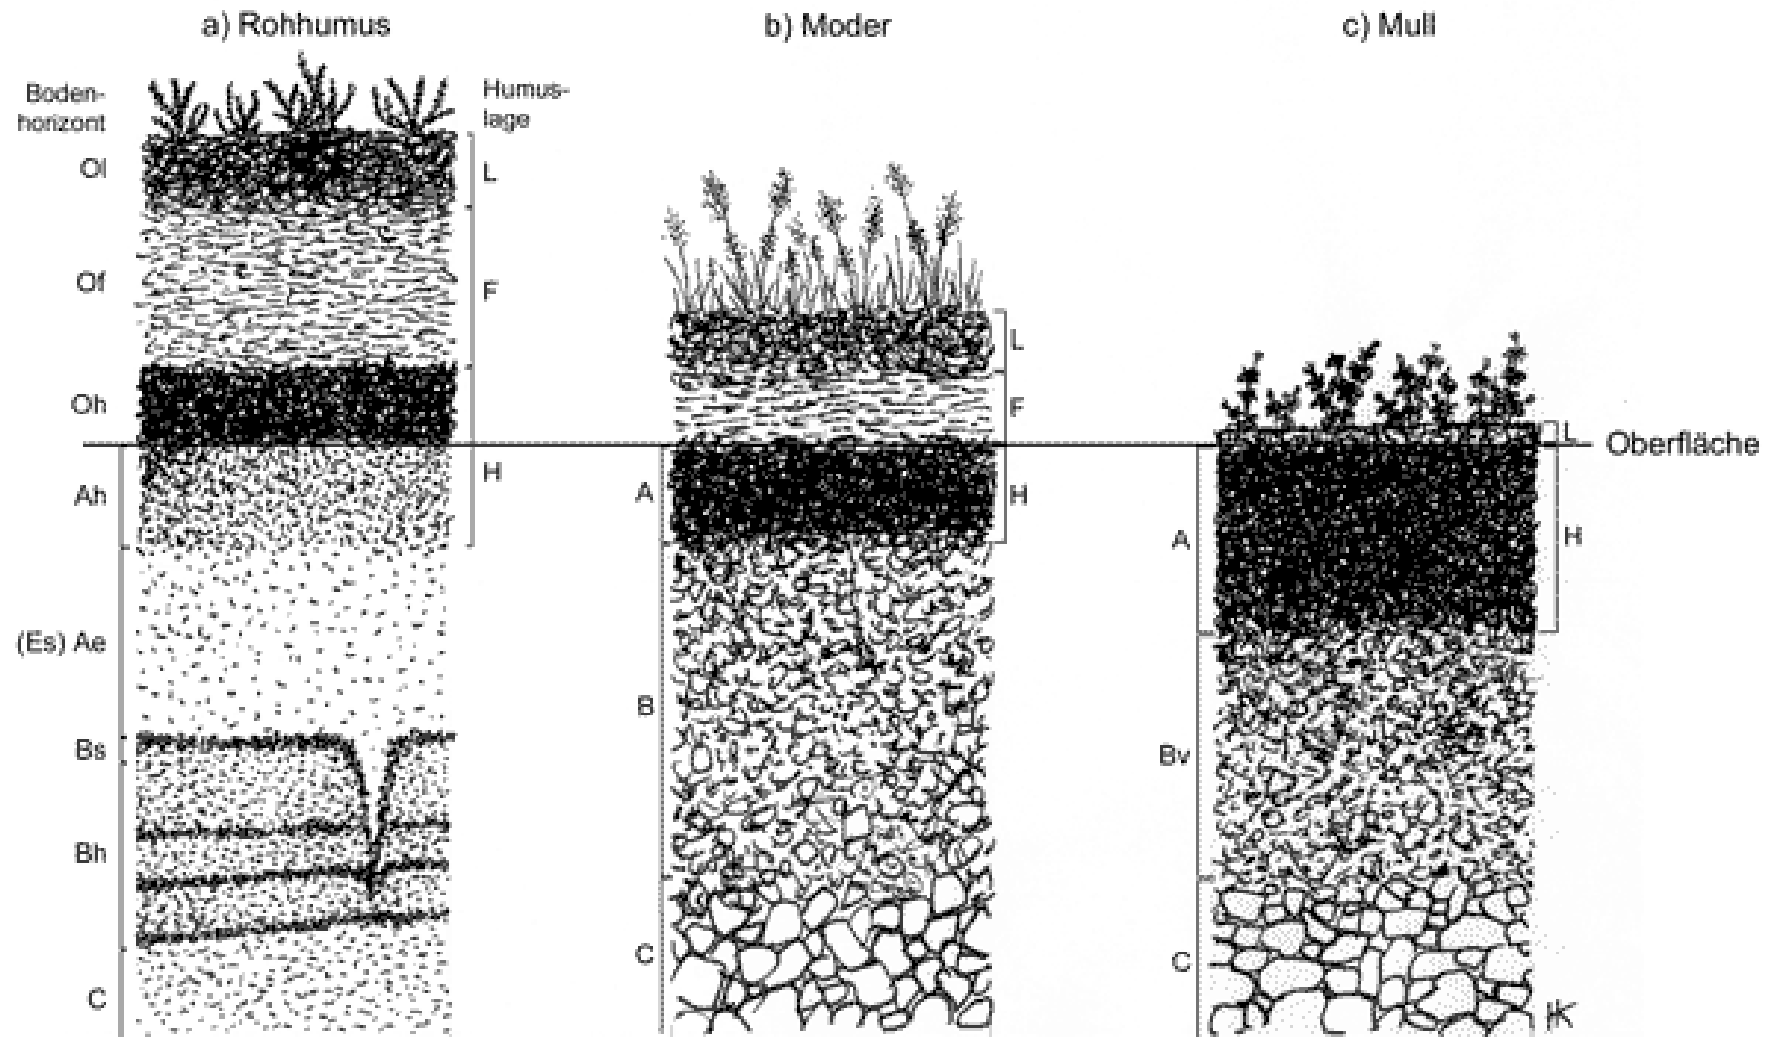 a) Rohhumus
b) Moder
c) Mull
Boden-
horizont
Humus-
lage
Ol
L
Of
F
Oh
Ah
H
(Es) Ae
Bs
Bh
C
L
F
A
H
B
C
L
Oberfläche
A
H
Bv
C